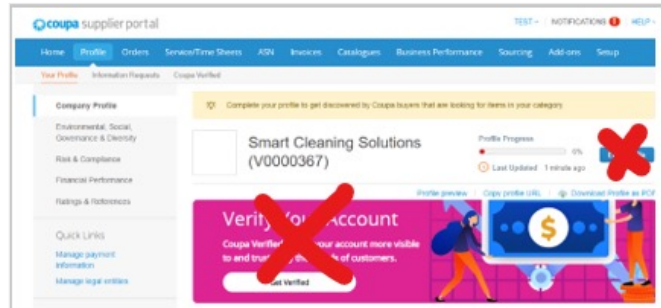 coupa supplier portal
TEST NOTIFICATIONS HELP
Home Profile Orders Service/Time Sheets ASN Invoices Catalogues Business Performance Sourcing Add-ons Setup
Your Profile Information Requests Coupa Verified
Company Profile
Environmental, Social,
Governance & Diversity
Risk & Compliance
Financial Performance
Ratings & References
Quick Links
Manage payment
information
Manage legal entities
Complete your profile to get discovered by Coupa buyers that are looking for items in your category.
Smart Cleaning Solutions
(V0000367)
Profile Progress
6%
Last Updated 1 minute ago
Profile preview Copy profile URL Download Profile as PDF
Verify Your Account
Coupa Verified your account more visible
to and of customers.
Get Verified
$